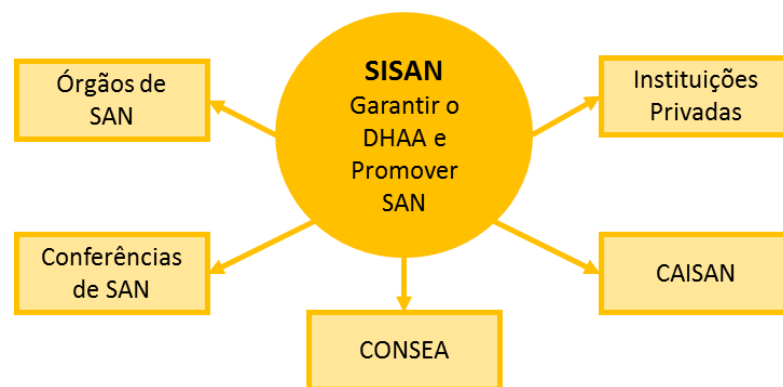 SISAN
Garantir o
DHAA e
Promover
SAN
Órgãos de
SAN
Instituições
Privadas
Conferências
de SAN
CAISAN
CONSEA